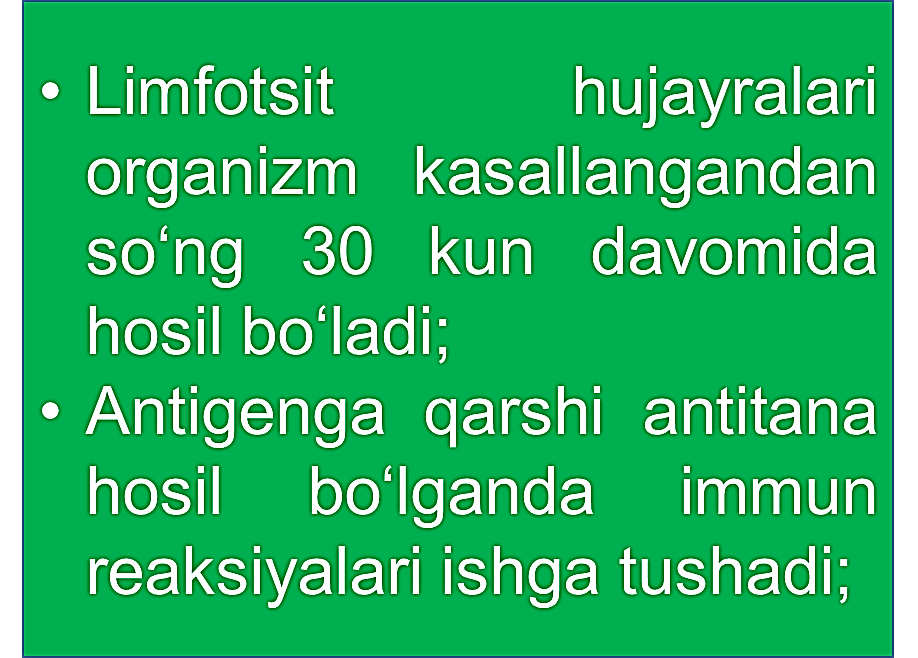 • Limfotsit hujayralari
organizm kasallangandan
so‘ng 30 kun davomida
hosil bo‘ladi;
• Antigenga qarshi antitana
hosil bo‘lganda immun
reaksiyalari ishga tushadi;